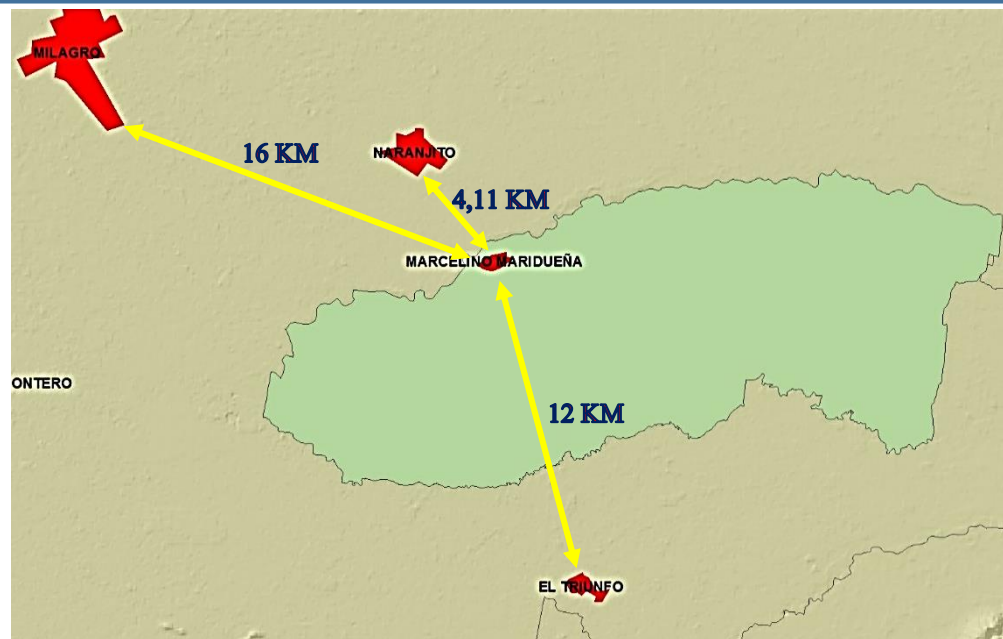 MILAGRO
16 KM
NARANJITO
4,11 KM
MARCELINO MARIDUEÑA
ONTERO
12 KM
EL TRIUNFO